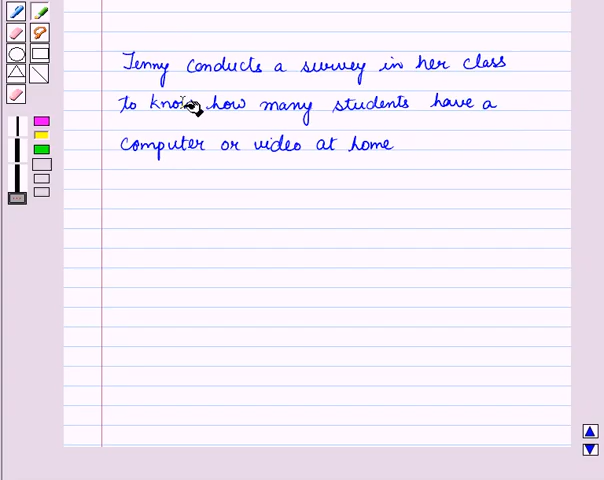 Jenny conducts a survey in her class
to know how many students have a
computer or video at home